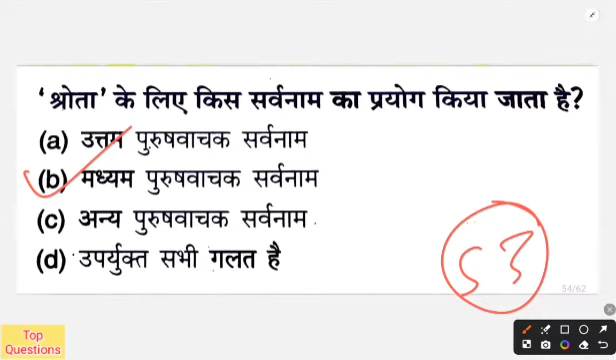 'श्रोता' के लिए किस सर्वनाम का प्रयोग किया जाता है?
(a) उत्तम पुरुषवाचक सर्वनाम
(b) मध्यम पुरुषवाचक सर्वनाम
(c) अन्य पुरुषवाचक सर्वनाम
(d) उपर्युक्त सभी गलत है
53
54/62
Top
Questions